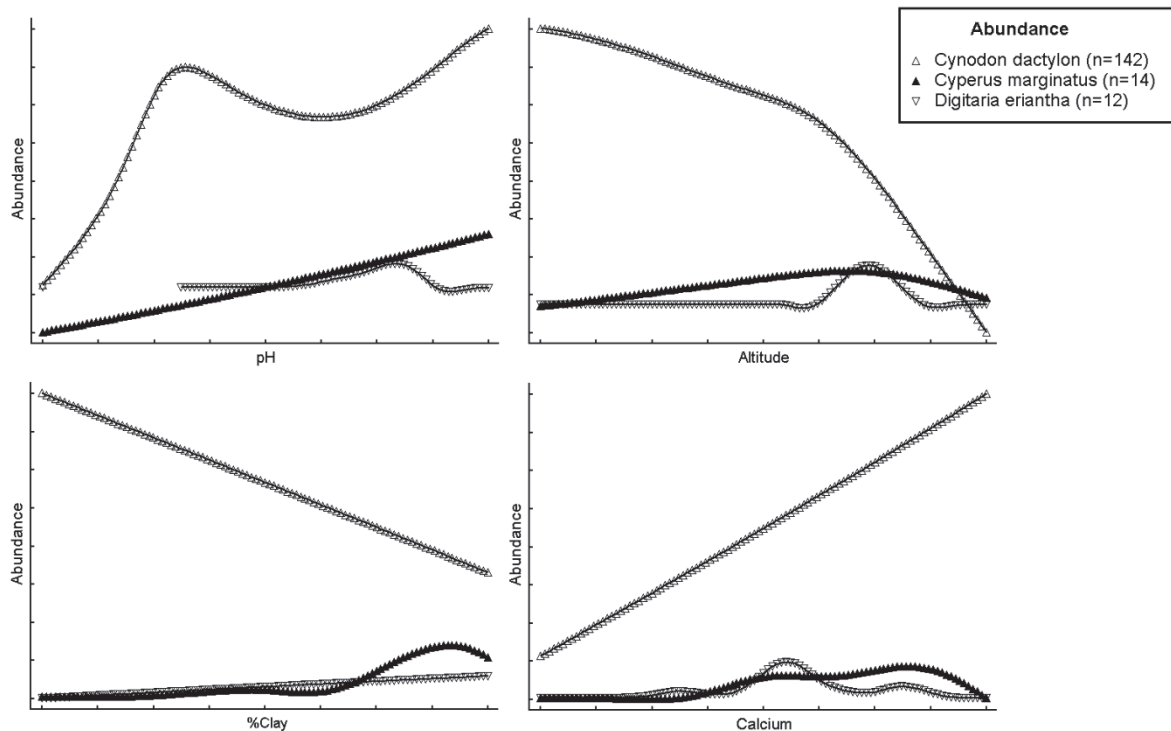 Abundance
Cynodon dactylon (n=142)
Cyperus marginatus (n=14)
Digitaria eriantha (n=12)
Abundance
pH
Abundance
Altitude
Abundance
%Clay
Abundance
Calcium